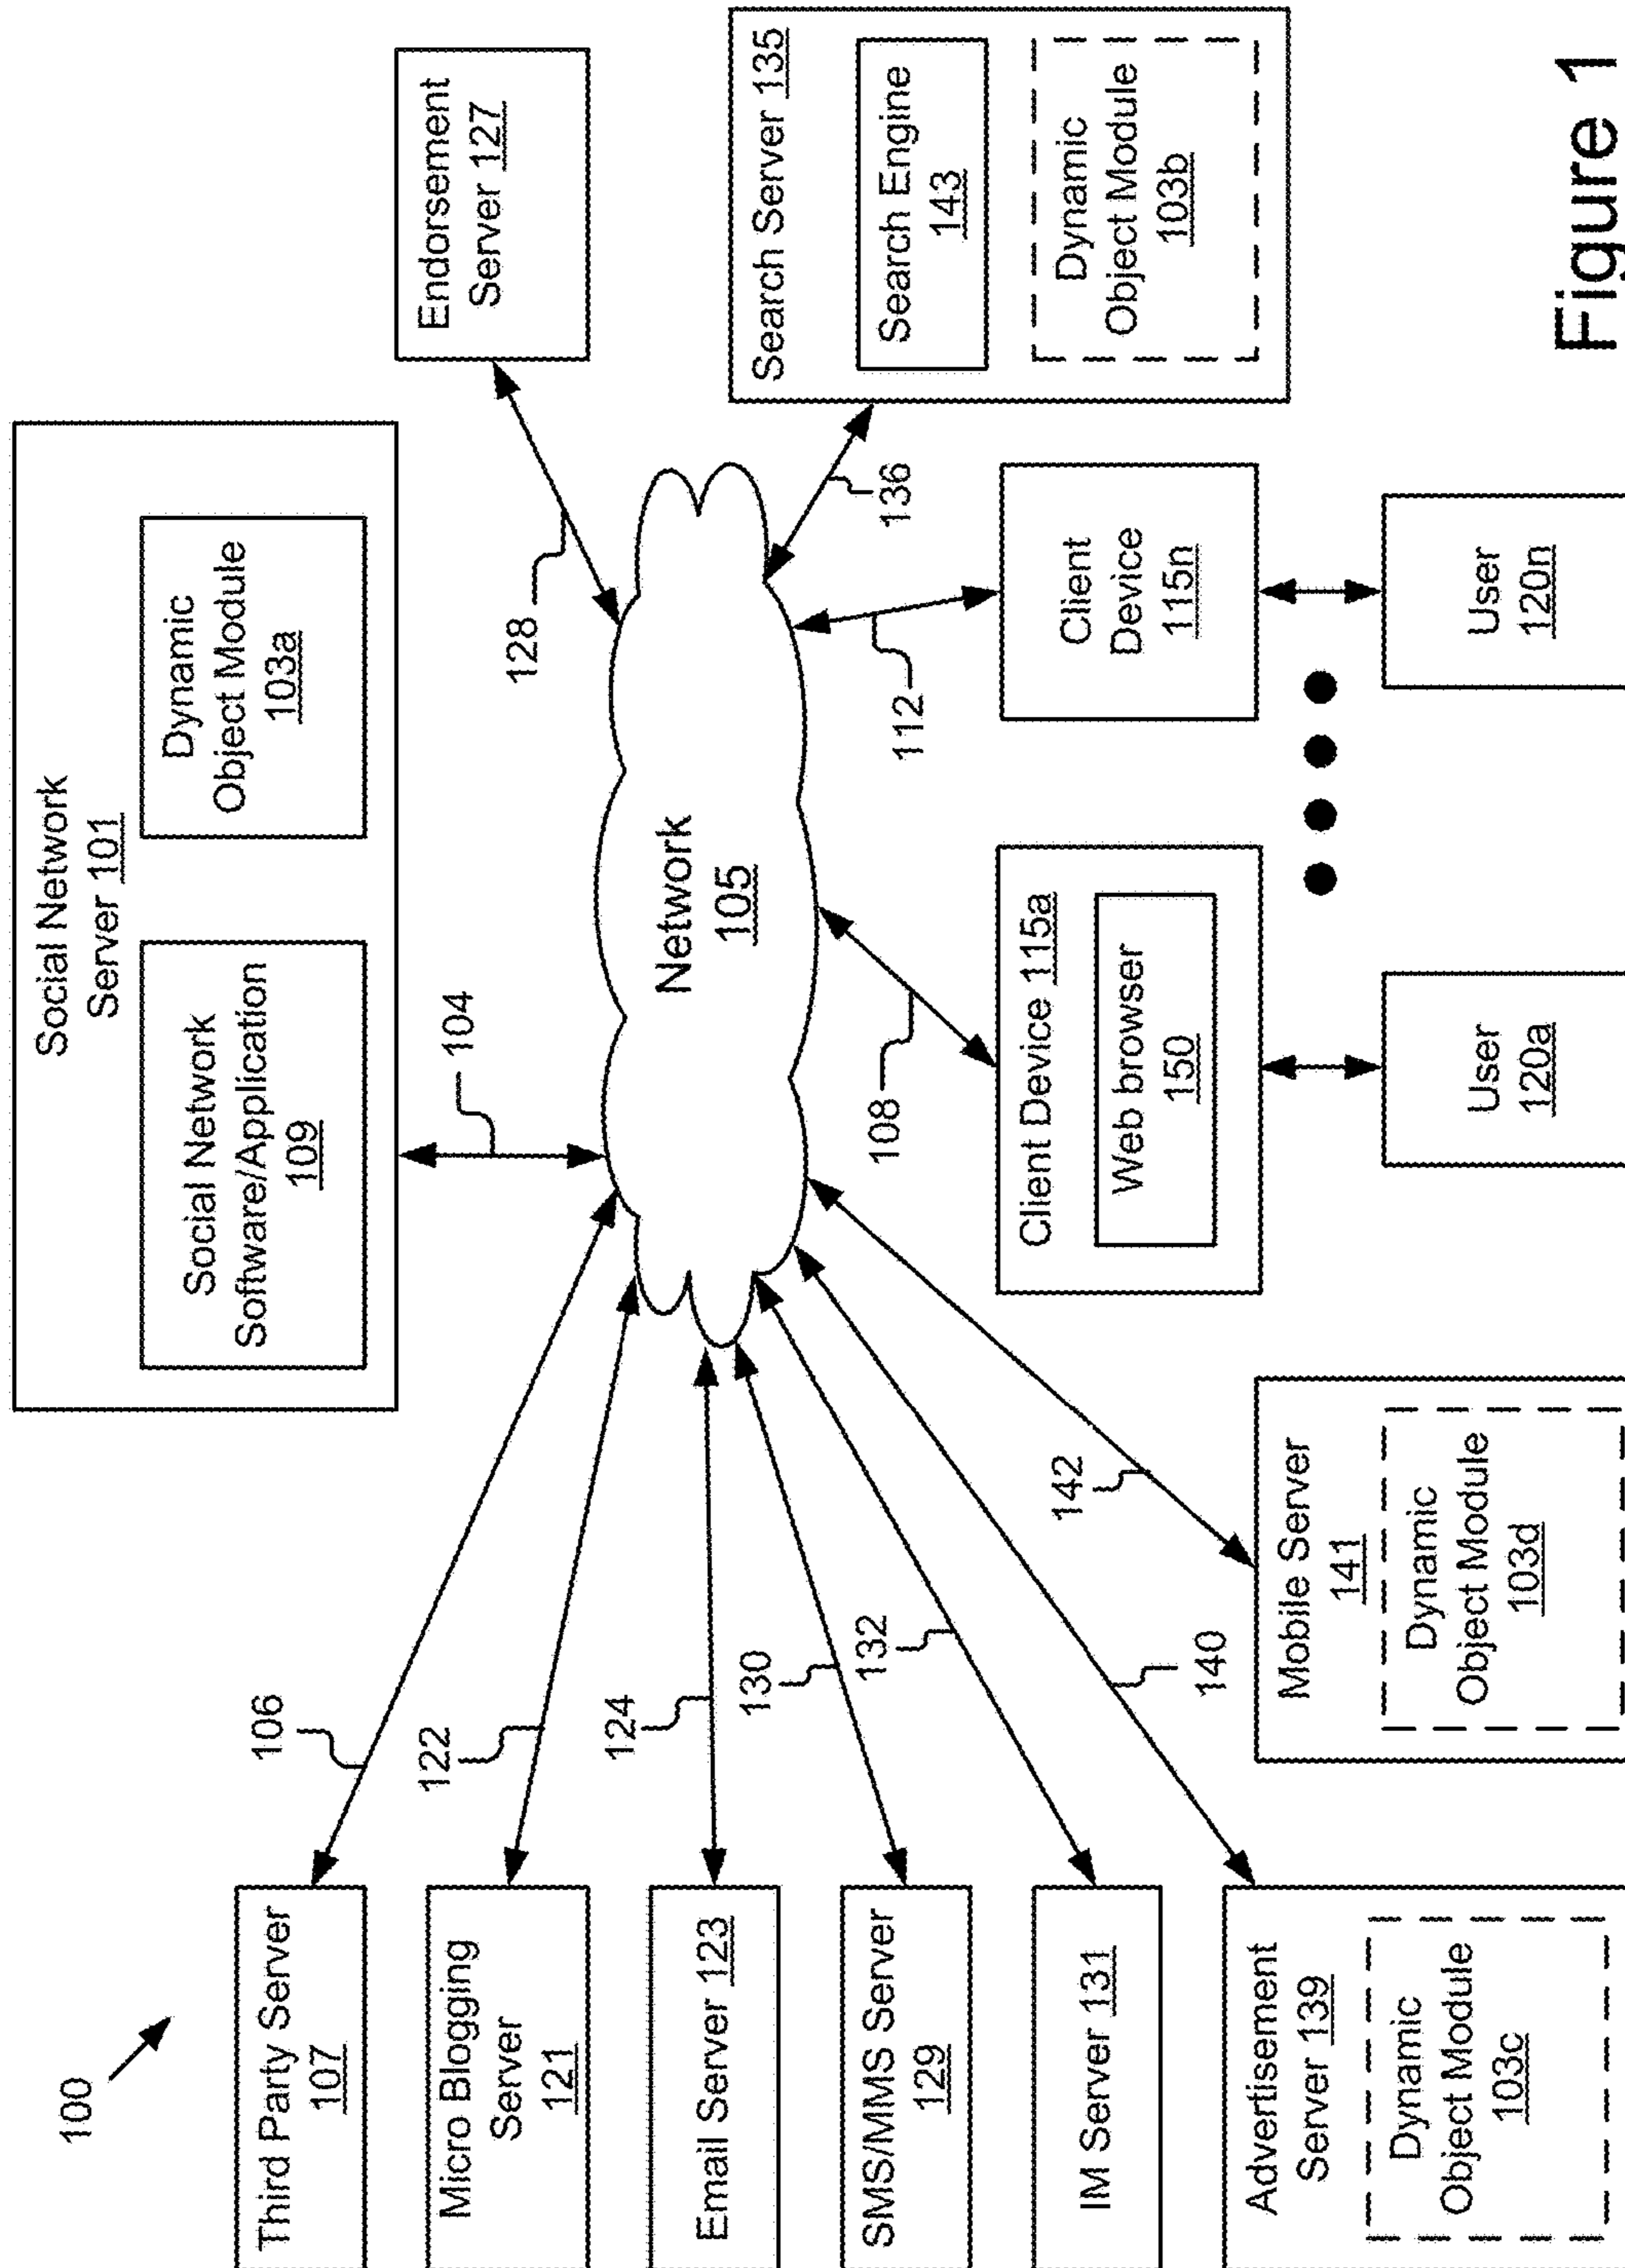 100
Social Network
Server 101
Social Network
Software/Application
109
Dynamic
Object Module
103a
Third Party Server
107
106
104
128
Endorsement
Server 127
Micro Blogging
Server
121
122
Email Server 123
124
Network
105
SMS/MMS Server
129
130
IM Server 131
132
Advertisement
Server 139
Dynamic
Object Module
103c
140
Mobile Server
141
Dynamic
Object Module
103d
142
108
Client Device 115a
Web browser
150
User
120a
112
Client
Device
115n
User
120n
136
Search Server 135
Search Engine
143
Dynamic
Object Module
103b
Figure 1